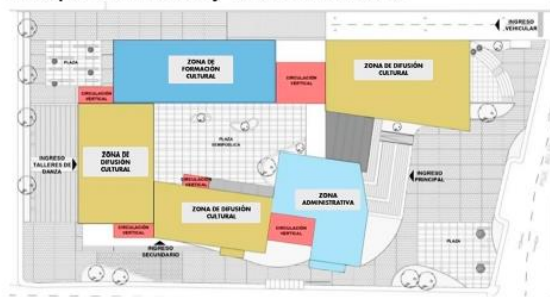 INGRESO
VEHICULAR
PLAZA
ZONA DE
FORMACIÓN
CULTURAL
CIRCULACIÓN
VERTICAL
ZONA DE DIFUSIÓN
CULTURAL
CIRCULACIÓN
VERTICAL
PLAZA
SEMIPÚBLICA
INGRESO
TALLERES DE
DANZA
ZONA DE
DIFUSIÓN
CULTURAL
CIRCULACIÓN
VERTICAL
ZONA
ADMINISTRATIVA
INGRESO
PRINCIPAL
ZONA DE DIFUSIÓN
CULTURAL
CIRCULACIÓN
VERTICAL
CIRCULACIÓN
VERTICAL
INGRESO
SECUNDARIO
PLAZA